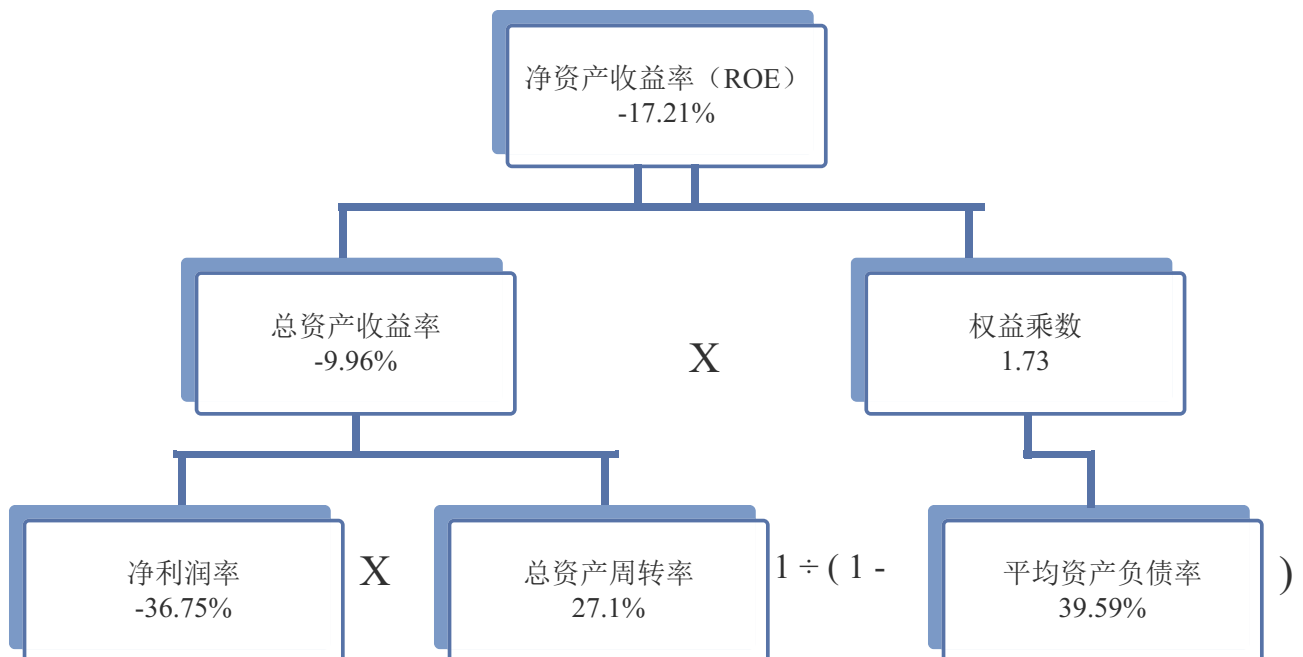 净资产收益率（ROE）
-17.21%
总资产收益率
-9.96%
X
权益乘数
1.73
净利润率
-36.75%
X
总资产周转率
27.1%
1 ÷ ( 1 -
平均资产负债率
39.59%
)